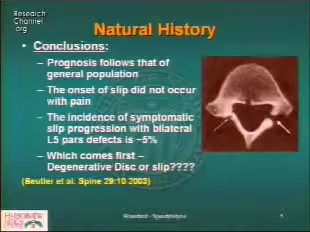 Research
Channel
.org
Natural History
• Conclusions:
– Prognosis follows that of
general population
– The onset of slip did not occur
with pain
– The incidence of symptomatic
slip progression with bilateral
L5 pars defects is ~5%
– Which comes first –
Degenerative Disc or slip????
(Beutler et al. Spine 28:10 2003)
HARBORVIEW